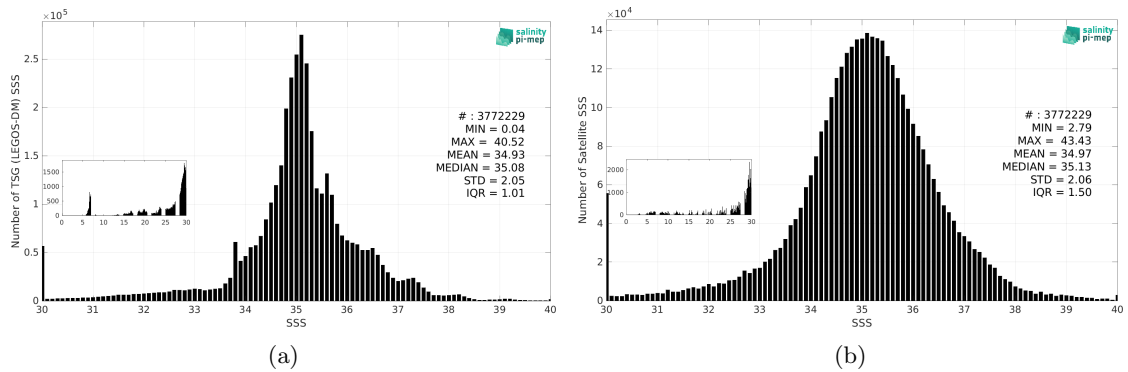 ×10⁵
2.5
2
1.5
1
0.5
0
Number of TSG (LEGOS-DM) SSS
30 31 32 33 34 35 36 37 38 39 40
SSS
salinity
pi-mep
# : 3772229
MIN = 0.04
MAX = 40.52
MEAN = 34.93
MEDIAN = 35.08
STD = 2.05
IQR = 1.01
1500
1000
500
0
0 5 10 15 20 25 30
(a)
×10⁴
14
12
10
8
6
4
2
0
Number of Satellite SSS
30 31 32 33 34 35 36 37 38 39 40
SSS
salinity
pi-mep
# : 3772229
MIN = 2.79
MAX = 43.43
MEAN = 34.97
MEDIAN = 35.13
STD = 2.06
IQR = 1.50
2000
1000
0
0 5 10 15 20 25 30
(b)